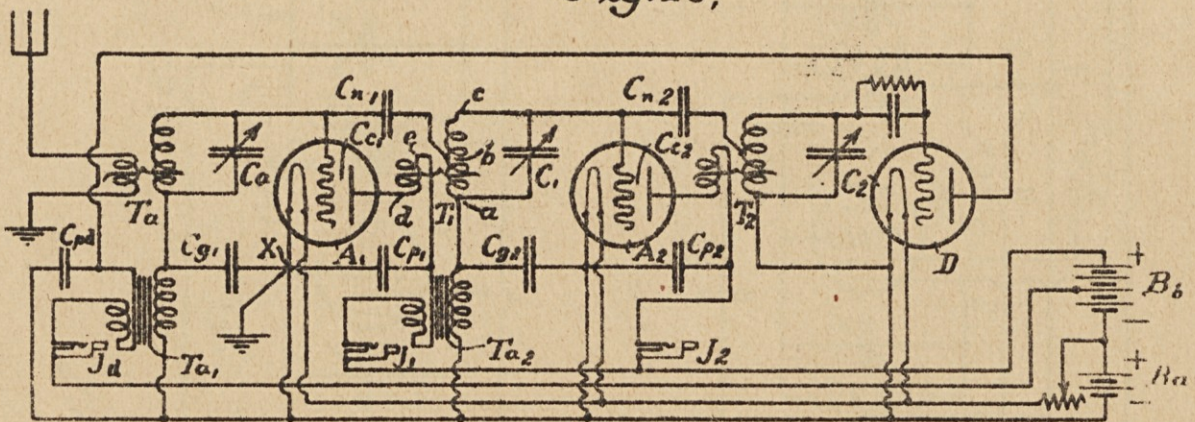 Cn1
Cn2
c
e
b
d
a
Ca
Cc1
C1
Cc2
C2
Ta
T1
T2
Cpd
Cg1
X1
A1
Cp1
Cg2
A2
Cp2
D
+
Bb
-
Jd
Ta1
J1
Ta2
J2
+
Ba
-